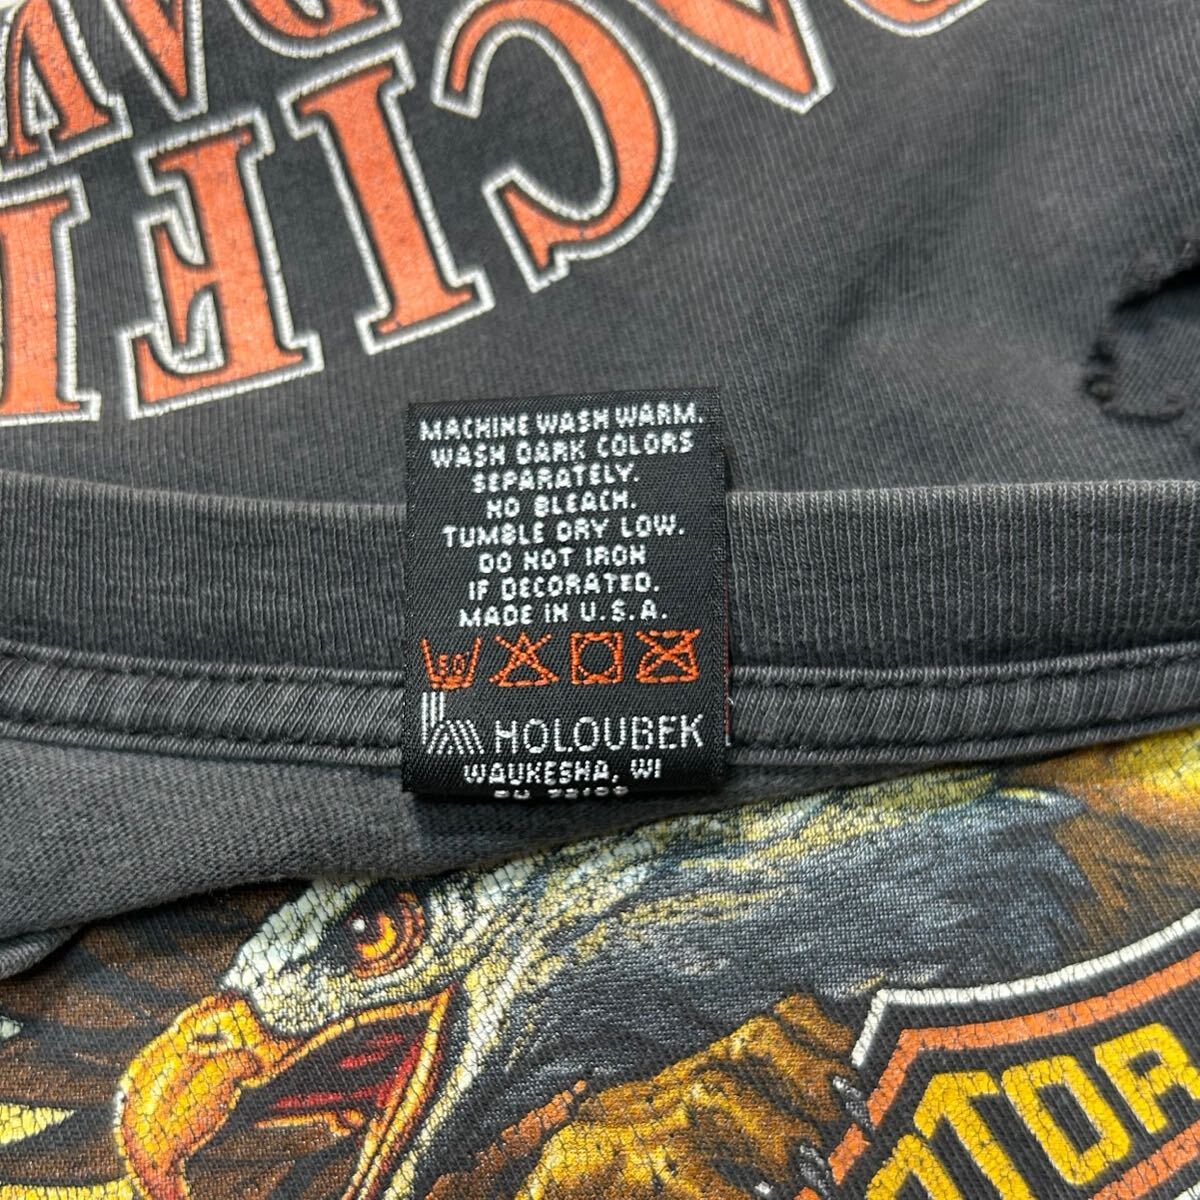 MACHINE WASH WARM.
WASH DARK COLORS
SEPARATELY.
NO BLEACH.
TUMBLE DRY LOW.
DO NOT IRON
IF DECORATED.
MADE IN U.S.A.
50
HOLOUBEK
WAUKESHA, WI